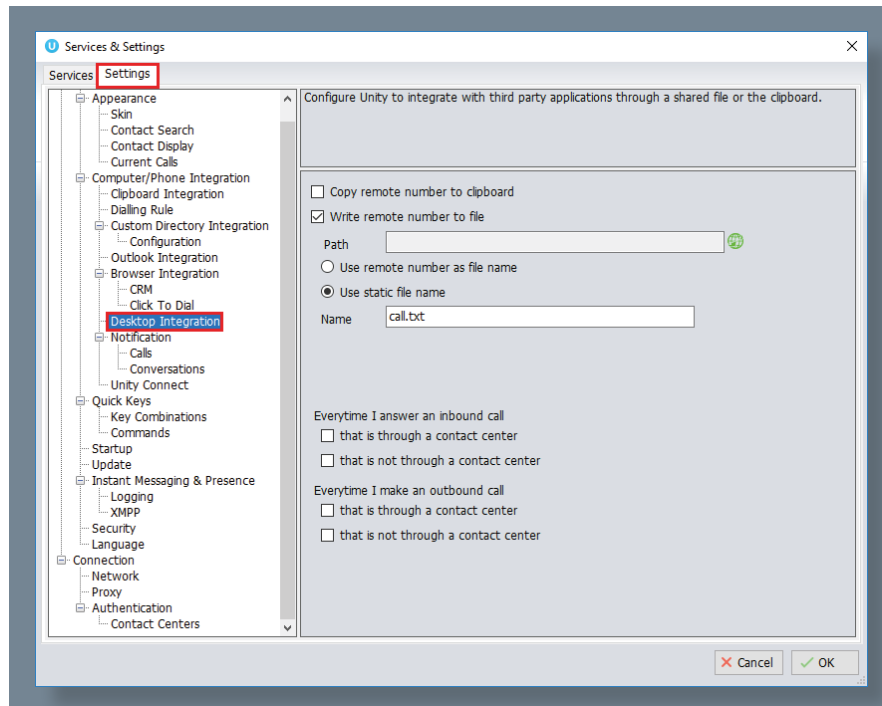 Services & Settings
Services Settings
Appearance
Skin
Contact Search
Contact Display
Current Calls
Computer/Phone Integration
Clipboard Integration
Dialling Rule
Custom Directory Integration
Configuration
Outlook Integration
Browser Integration
CRM
Click To Dial
Desktop Integration
Notification
Calls
Conversations
Unity Connect
Quick Keys
Key Combinations
Commands
Startup
Update
Instant Messaging & Presence
Logging
XMPP
Security
Language
Connection
Network
Proxy
Authentication
Contact Centers
Configure Unity to integrate with third party applications through a shared file or the clipboard.
Copy remote number to clipboard
Write remote number to file
Path
Use remote number as file name
Use static file name
Name call.txt
Everytime I answer an inbound call
that is through a contact center
that is not through a contact center
Everytime I make an outbound call
that is through a contact center
that is not through a contact center
Cancel OK